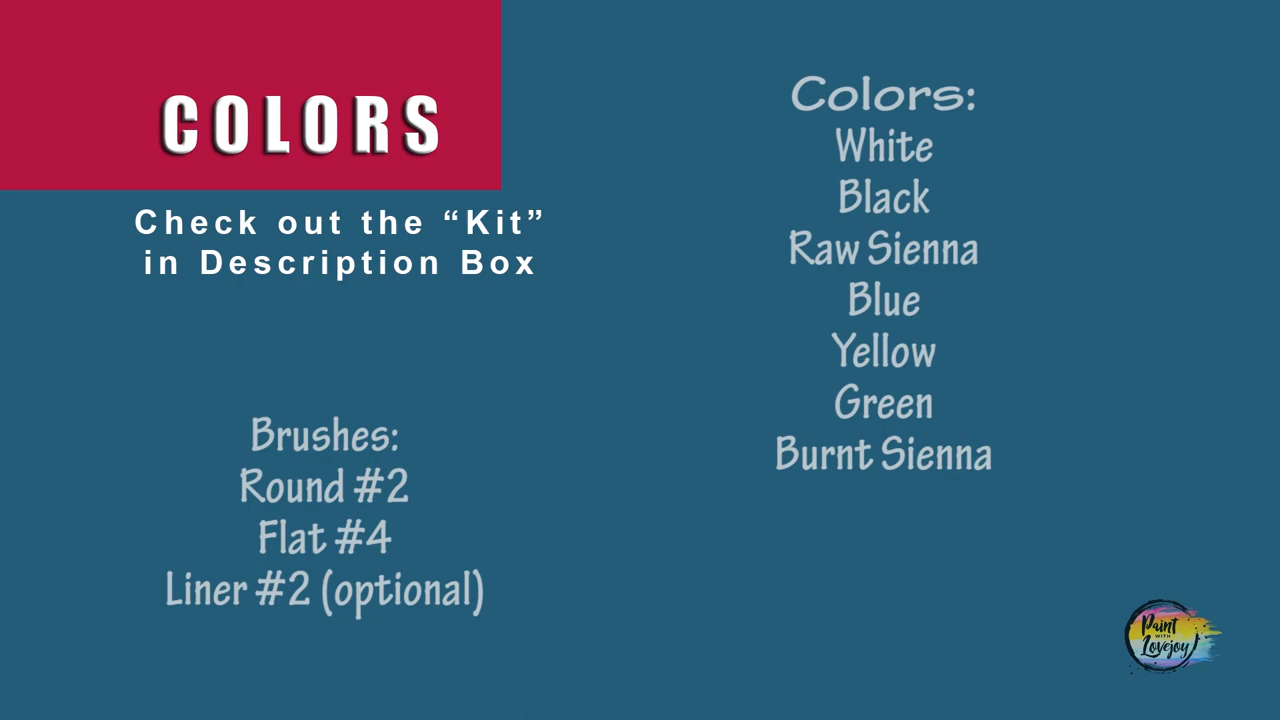 COLORS
Check out the “Kit”
in Description Box
Brushes:
Round #2
Flat #4
Liner #2 (optional)
Colors:
White
Black
Raw Sienna
Blue
Yellow
Green
Burnt Sienna
Paint
WITH
Lovejoy